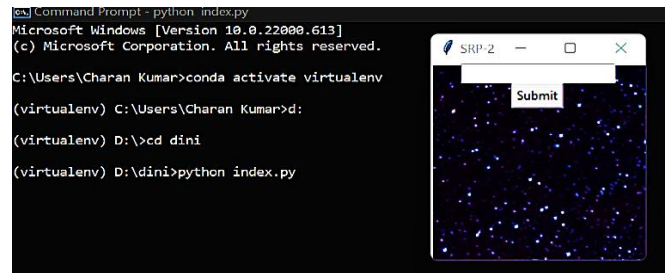 Command Prompt - python index.py
Microsoft Windows [Version 10.0.22000.613]
(c) Microsoft Corporation. All rights reserved.
C:\Users\Charan Kumar>conda activate virtualenv
(virtualenv) C:\Users\Charan Kumar>d:
(virtualenv) D:\>cd dini
(virtualenv) D:\dini>python index.py
SRP-2
Submit